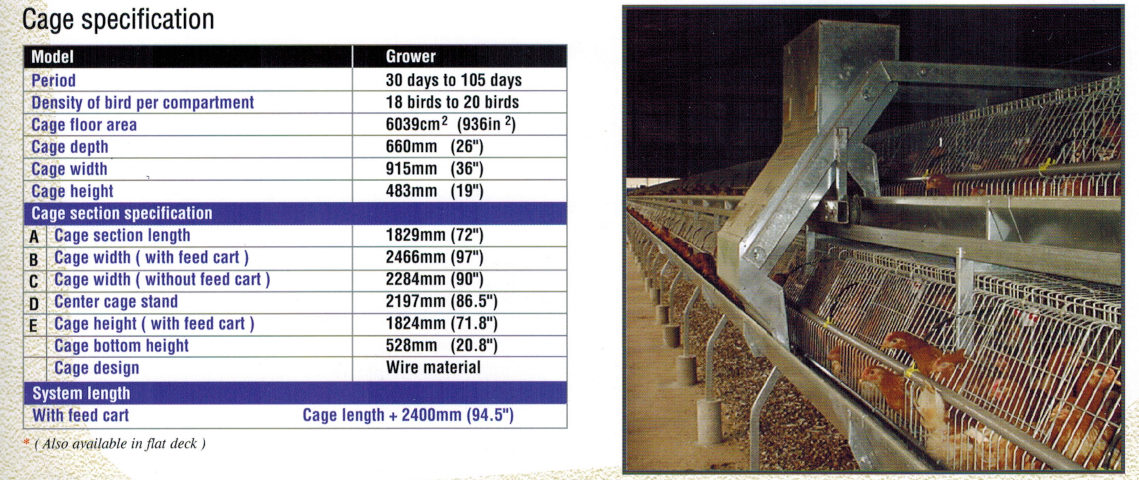 Cage specification
Model Grower
Period 30 days to 105 days
Density of bird per compartment 18 birds to 20 birds
Cage floor area 6039cm² (936in ²)
Cage depth 660mm (26")
Cage width 915mm (36")
Cage height 483mm (19")
Cage section specification
A Cage section length 1829mm (72")
B Cage width ( with feed cart ) 2466mm (97")
C Cage width ( without feed cart ) 2284mm (90")
D Center cage stand 2197mm (86.5")
E Cage height ( with feed cart ) 1824mm (71.8")
Cage bottom height 528mm (20.8")
Cage design Wire material
System length
With feed cart Cage length + 2400mm (94.5")
* ( Also available in flat deck )